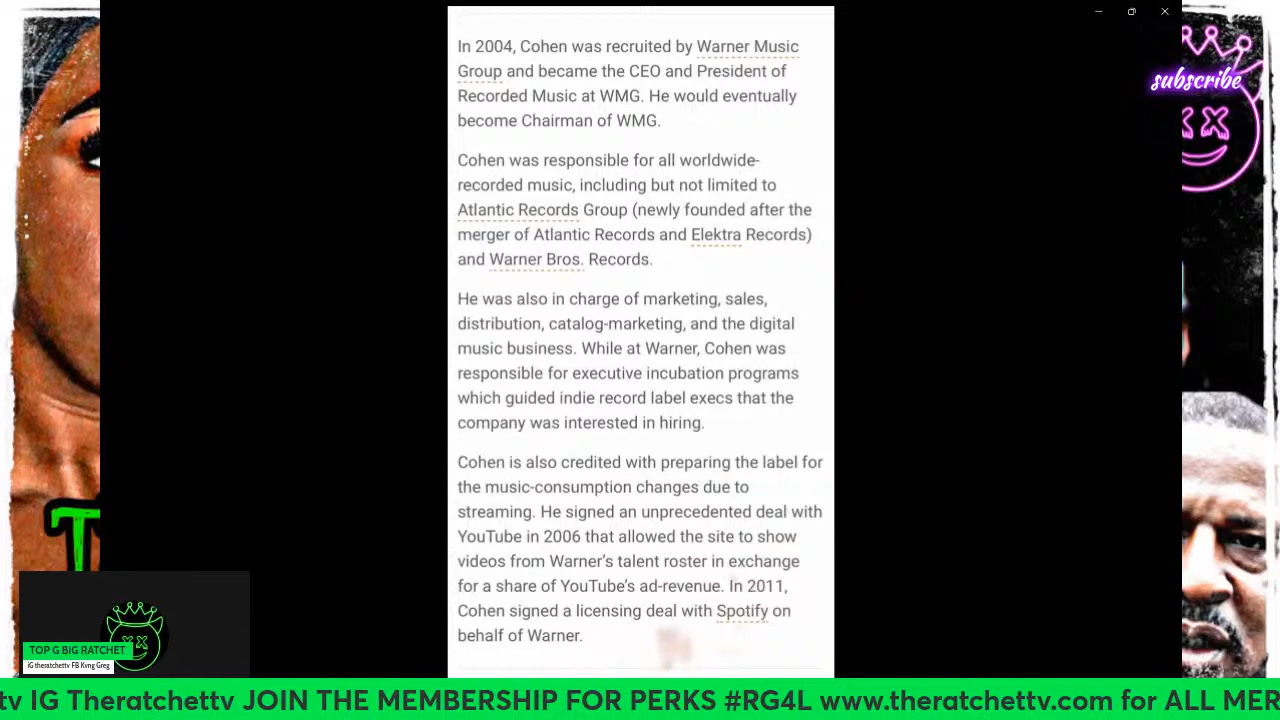 subscribe
In 2004, Cohen was recruited by Warner Music
Group and became the CEO and President of
Recorded Music at WMG. He would eventually
become Chairman of WMG.
Cohen was responsible for all worldwide-
recorded music, including but not limited to
Atlantic Records Group (newly founded after the
merger of Atlantic Records and Elektra Records)
and Warner Bros. Records.
He was also in charge of marketing, sales,
distribution, catalog-marketing, and the digital
music business. While at Warner, Cohen was
responsible for executive incubation programs
which guided indie record label execs that the
company was interested in hiring.
Cohen is also credited with preparing the label for
the music-consumption changes due to
streaming. He signed an unprecedented deal with
YouTube in 2006 that allowed the site to show
videos from Warner’s talent roster in exchange
for a share of YouTube’s ad-revenue. In 2011,
Cohen signed a licensing deal with Spotify on
behalf of Warner.
T
TOP G BIG RATCHET
iG theratchettv FB Kvng Greg
tv IG Theratchettv JOIN THE MEMBERSHIP FOR PERKS #RG4L www.theratchettv.com for ALL MER